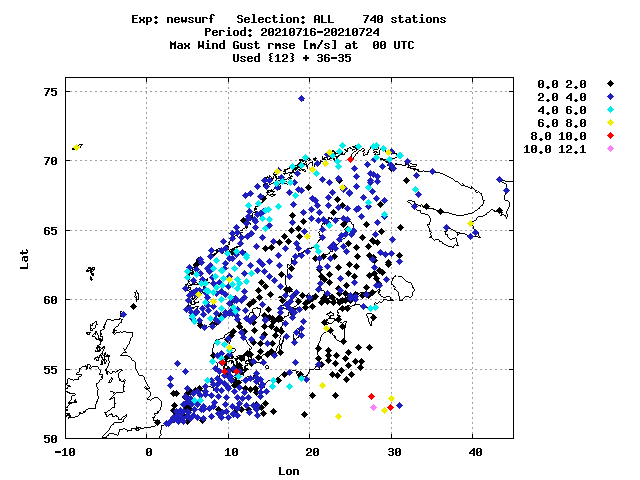 Exp: newsurf   Selection: ALL    740 stations
Period: 20210716-20210724
Max Wind Gust rmse [m/s] at  00 UTC
Used {12} + 36-35
0.0 2.0
2.0 4.0
4.0 6.0
6.0 8.0
8.0 10.0
10.0 12.1
75
70
65
60
55
50
Lat
-10 0 10 20 30 40
Lon